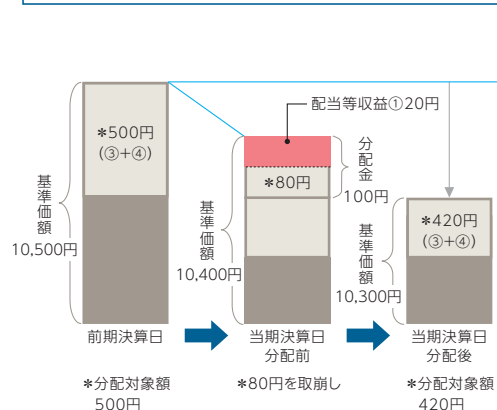 配当等収益①20円
*500円
(③+④)
*80円
分配金
100円
*420円
(③+④)
基準価額
10,500円
基準価額
10,400円
基準価額
10,300円
前期決算日
当期決算日
分配前
当期決算日
分配後
*分配対象額
500円
*80円を取崩し
*分配対象額
420円